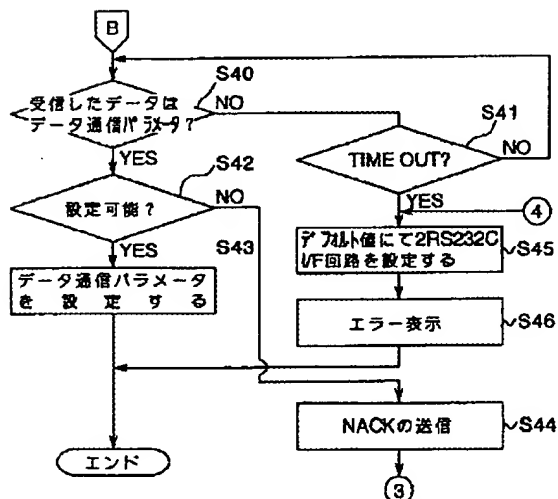 B
S40
受信したデータは
データ通信パラメータ?
NO
YES
S41
TIME OUT?
NO
YES
④
S42
設定可能?
NO
YES
S43
データ通信パラメータ
を設定する
デフォルト値にて2RS232C
I/F回路を設定する
S45
エラー表示
S46
NACKの送信
S44
エンド
③